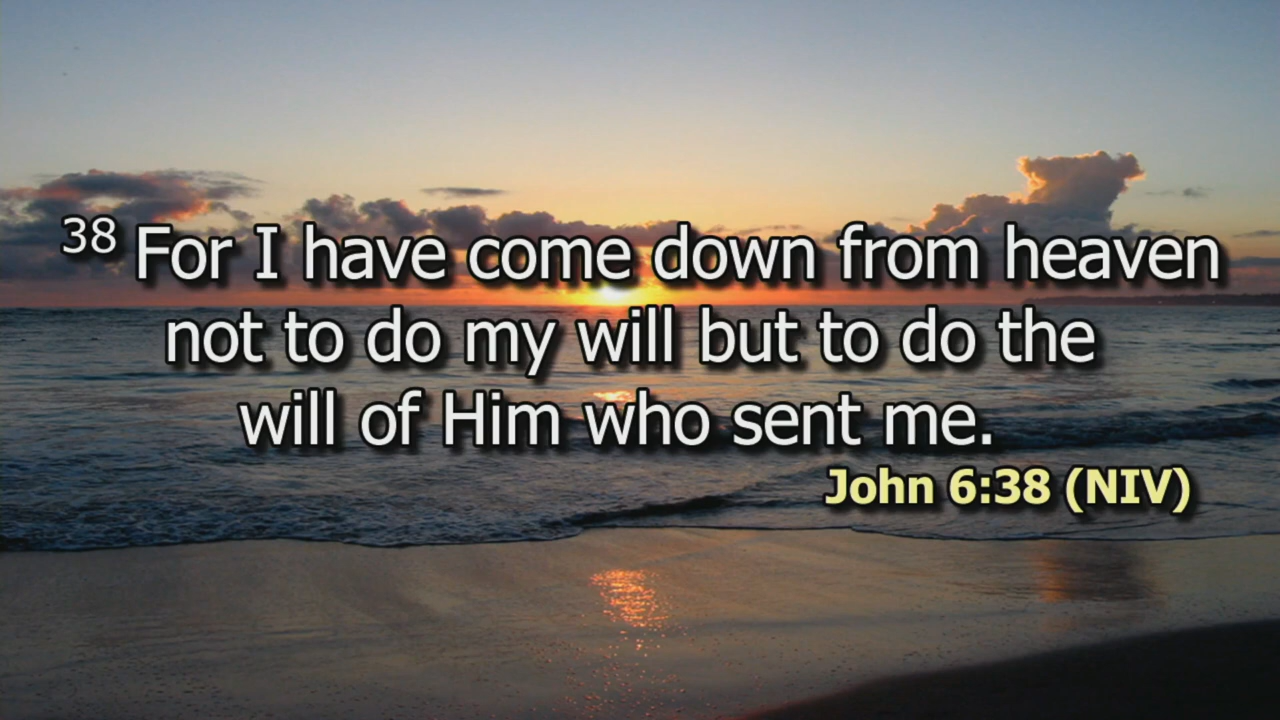 38 For I have come down from heaven
not to do my will but to do the
will of Him who sent me.
John 6:38 (NIV)